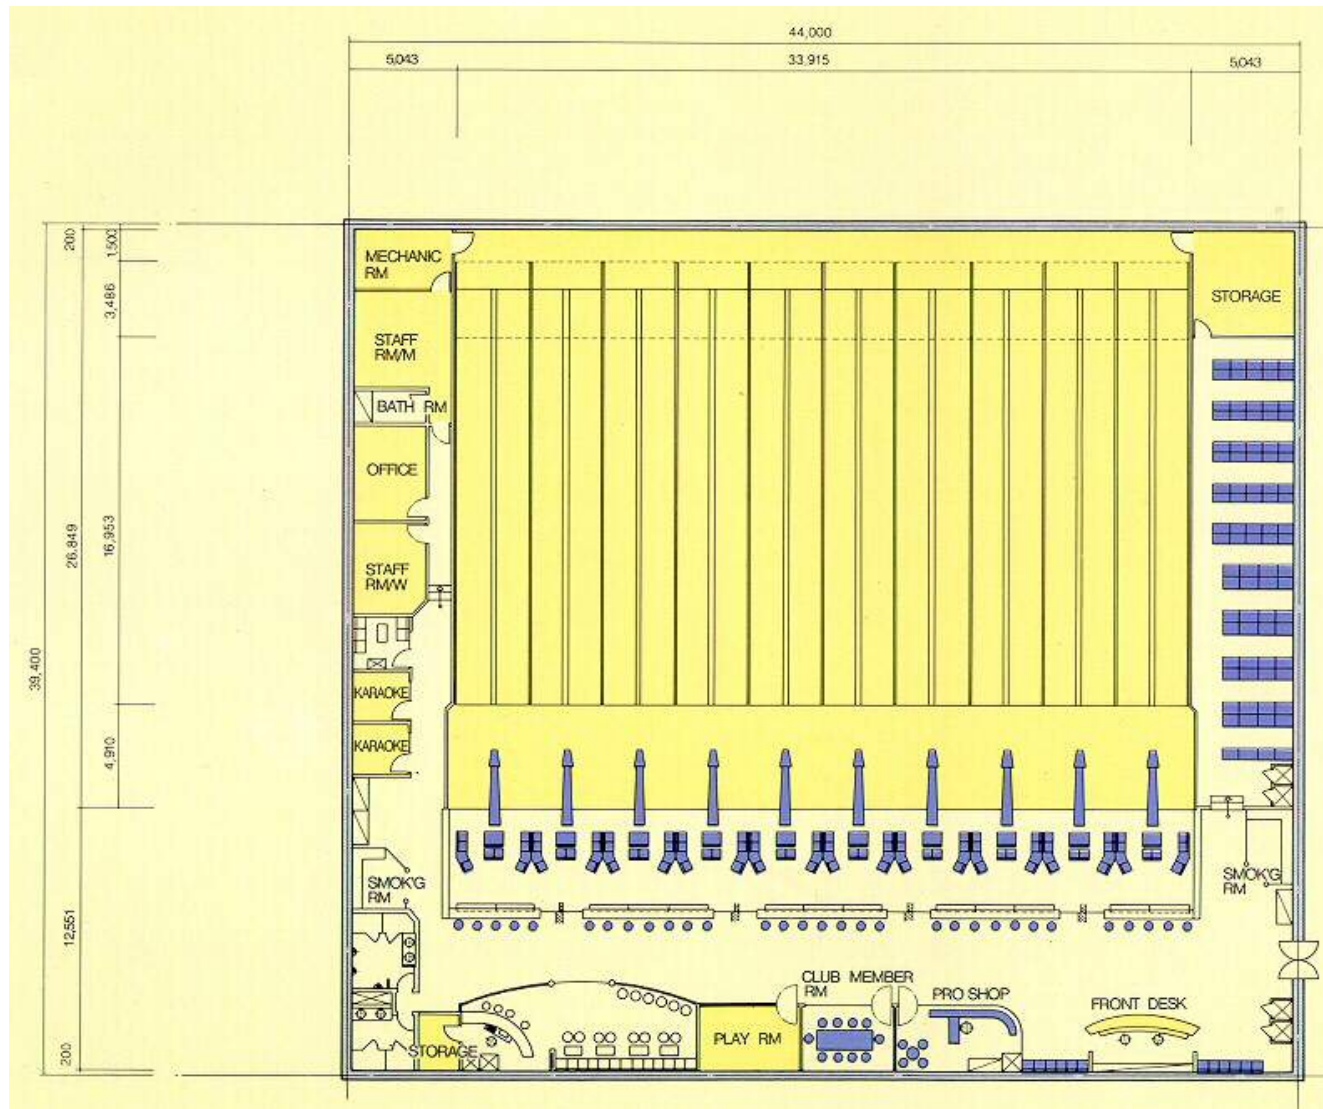 44,000
5,043
33,915
5,043
200
1,500
MECHANIC
RM
3,486
STORAGE
STAFF
RM/M
BATH RM
OFFICE
26.849
16,953
STAFF
RM/W
39,400
KARAOKE
4,910
KARAOKE
SMOK'G
RM
SMOK'G
RM
12,551
CLUB MEMBER
RM
PRO SHOP
FRONT DESK
200
STORAGE
PLAY RM